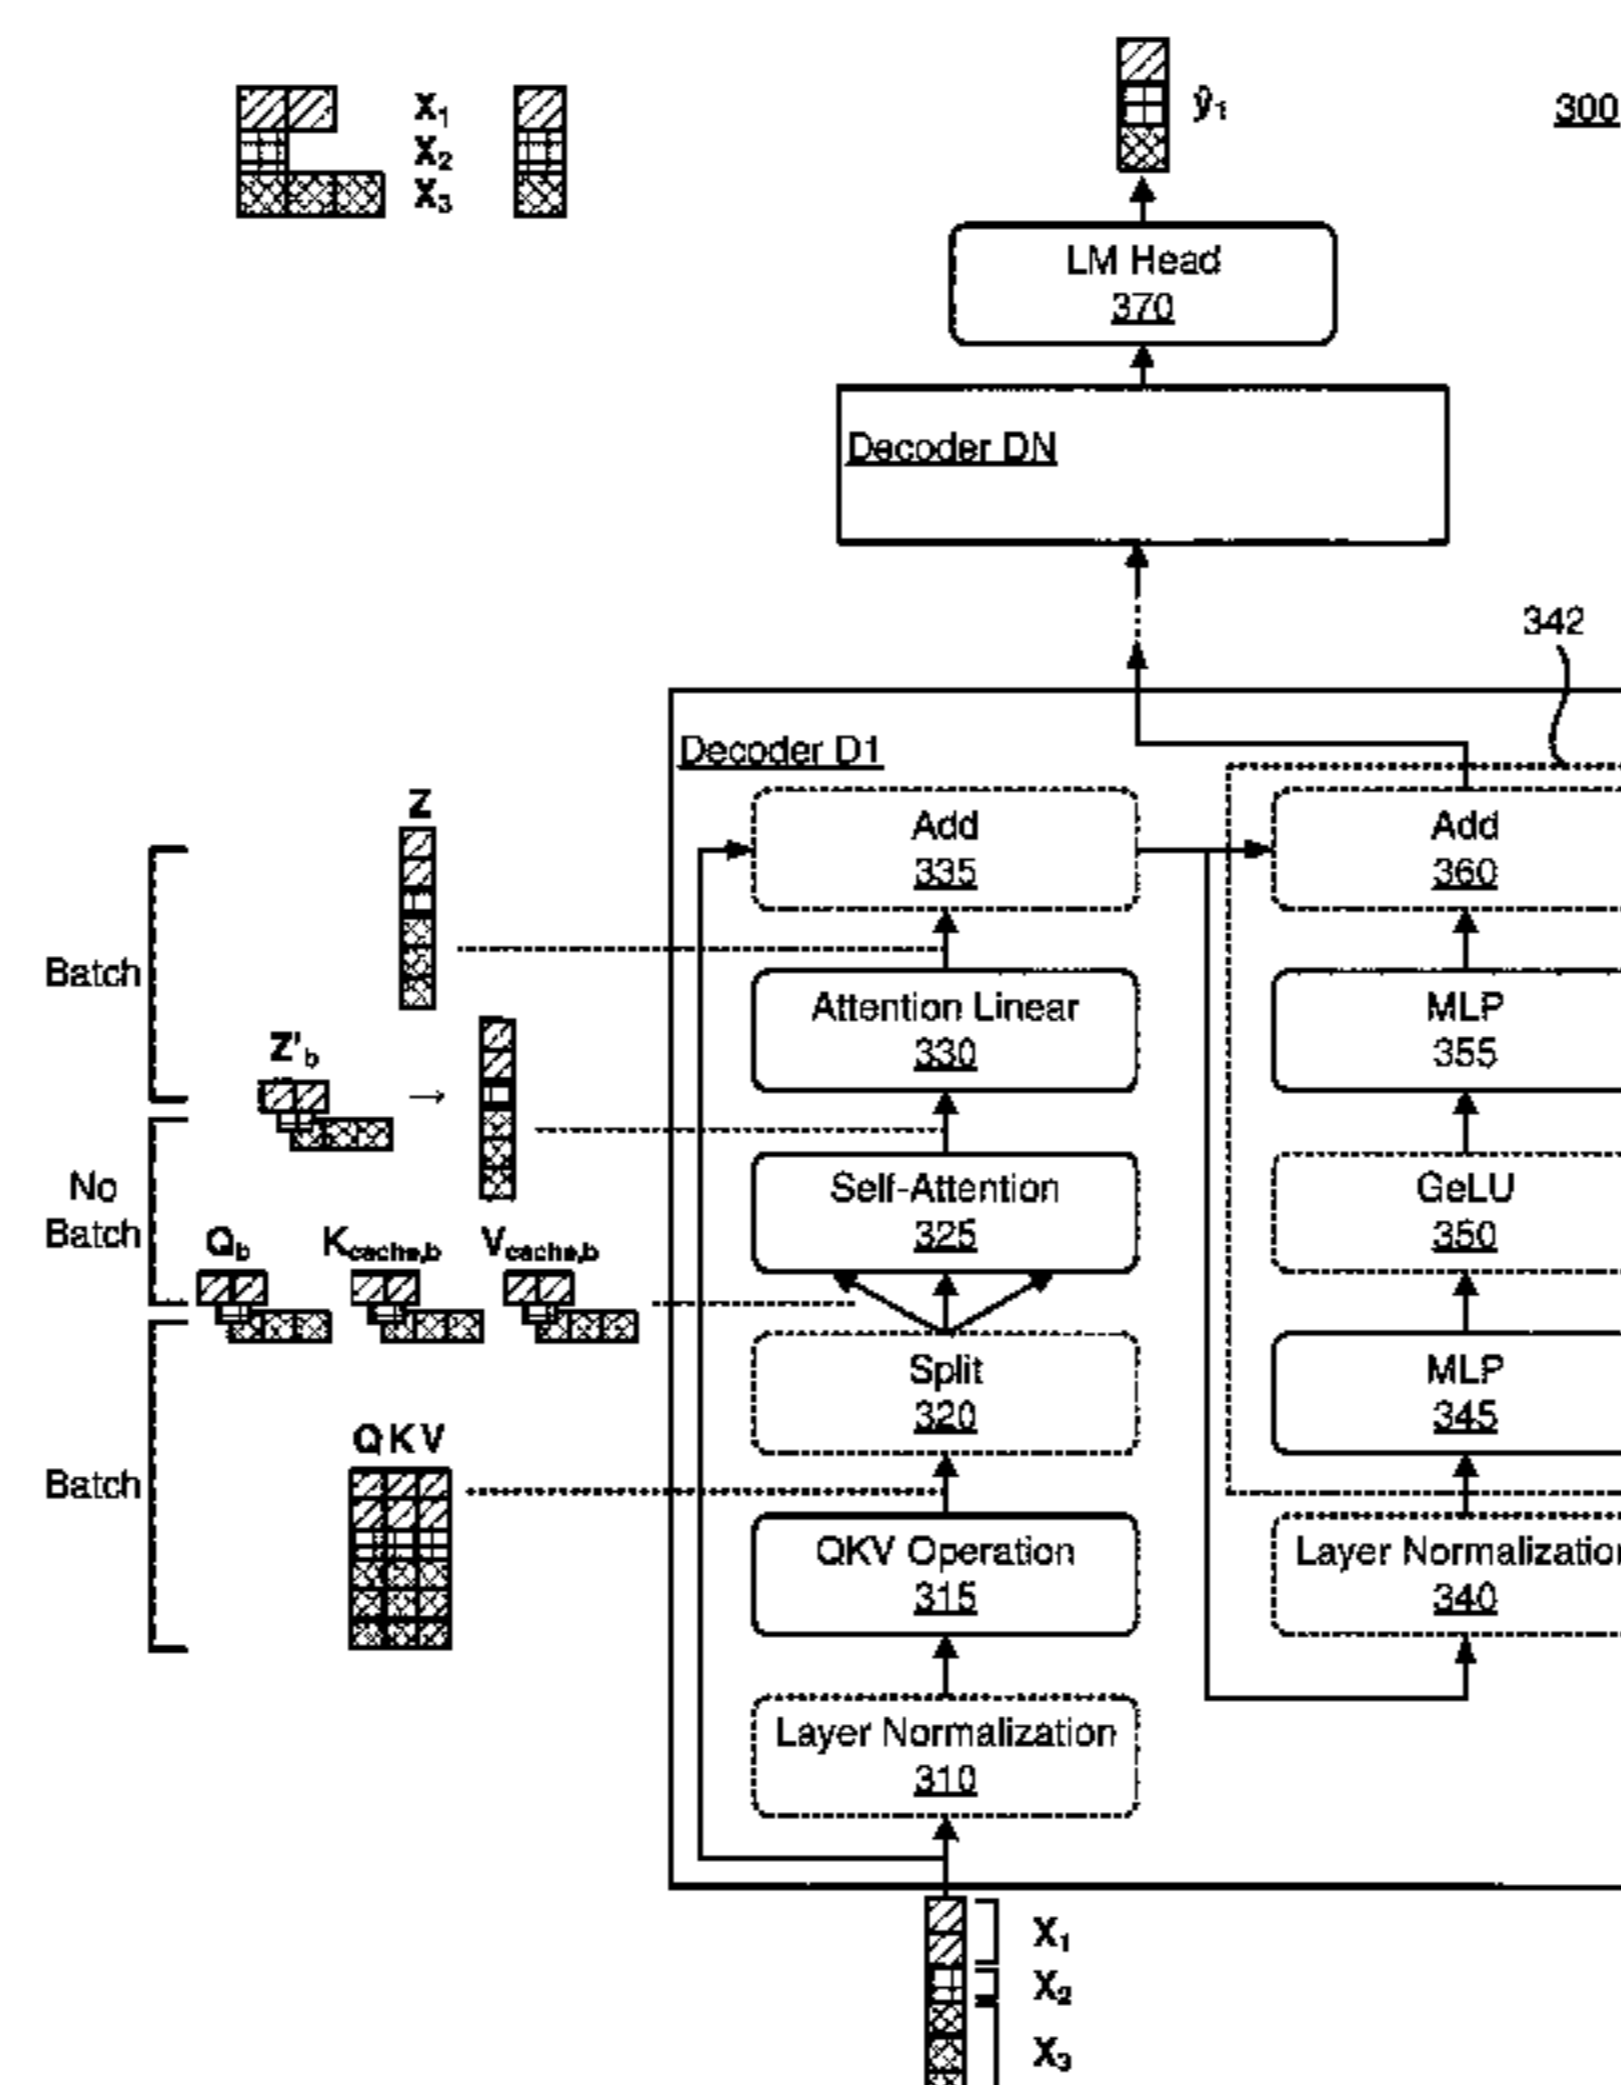 X₁
X₂
X₃
ŷ₁
300
LM Head
370
Decoder DN
342
Decoder D1
Z
Add
335
Add
360
Batch
Attention Linear
330
MLP
355
Z'b
Self-Attention
325
GeLU
350
No
Batch
Qb
Kcache,b
Vcache,b
Split
320
MLP
345
Q K V
Batch
QKV Operation
315
Layer Normalization
340
Layer Normalization
310
X₁
X₂
X₃